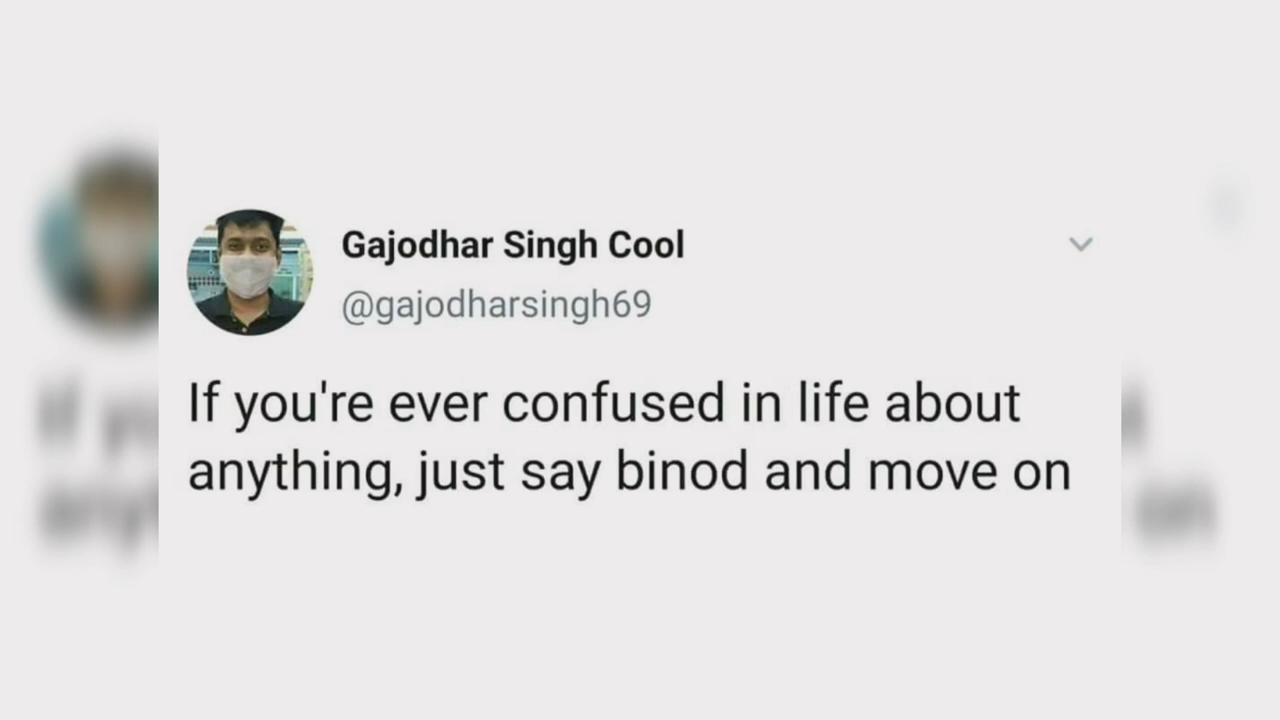 Gajodhar Singh Cool
@gajodharsingh69
If you're ever confused in life about
anything, just say binod and move on